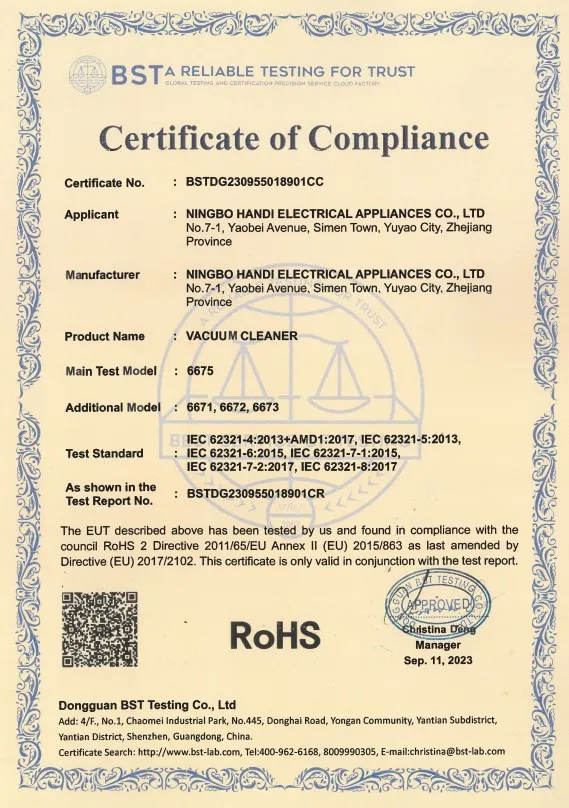 BST A RELIABLE TESTING FOR TRUST
GLOBAL TESTING AND CERTIFICATION PRECISION SERVICE CLOUD FACTORY
Certificate of Compliance
Certificate No. : BSTDG230955018901CC
Applicant : NINGBO HANDI ELECTRICAL APPLIANCES CO., LTD
No.7-1, Yaobei Avenue, Simen Town, Yuyao City, Zhejiang
Province
Manufacturer : NINGBO HANDI ELECTRICAL APPLIANCES CO., LTD
No.7-1, Yaobei Avenue, Simen Town, Yuyao City, Zhejiang
Province
Product Name : VACUUM CLEANER
Main Test Model : 6675
Additional Model : 6671, 6672, 6673
IEC 62321-4:2013+AMD1:2017, IEC 62321-5:2013,
Test Standard : IEC 62321-6:2015, IEC 62321-7-1:2015,
IEC 62321-7-2:2017, IEC 62321-8:2017
As shown in the
Test Report No. : BSTDG230955018901CR
The EUT described above has been tested by us and found in compliance with the
council RoHS 2 Directive 2011/65/EU Annex II (EU) 2015/863 as last amended by
Directive (EU) 2017/2102. This certificate is only valid in conjunction with the test report.
RoHS
APPROVED
Christina Deng
Manager
Sep. 11, 2023
Dongguan BST Testing Co., Ltd
Add: 4/F., No.1, Chaomei Industrial Park, No.445, Donghai Road, Yongan Community, Yantian Subdistrict,
Yantian District, Shenzhen, Guangdong, China.
Certificate Search: http://www.bst-lab.com, Tel:400-962-6168, 8009990305, E-mail:christina@bst-lab.com